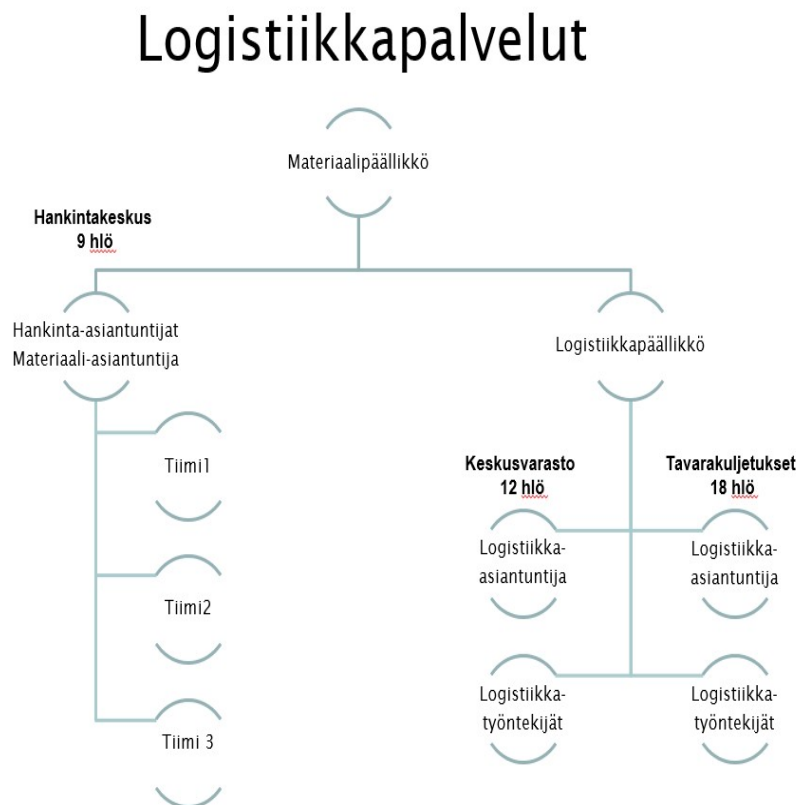 Logistiikkapalvelut
Materiaalipäällikkö
Hankintakeskus
9 hlö
Hankinta-asiantuntijat
Materiaali-asiantuntija
Tiimi1
Tiimi2
Tiimi 3
Logistiikkapäällikkö
Keskusvarasto
12 hlö
Logistiikka-
asiantuntija
Logistiikka-
työntekijät
Tavarakuljetukset
18 hlö
Logistiikka-
asiantuntija
Logistiikka-
työntekijät